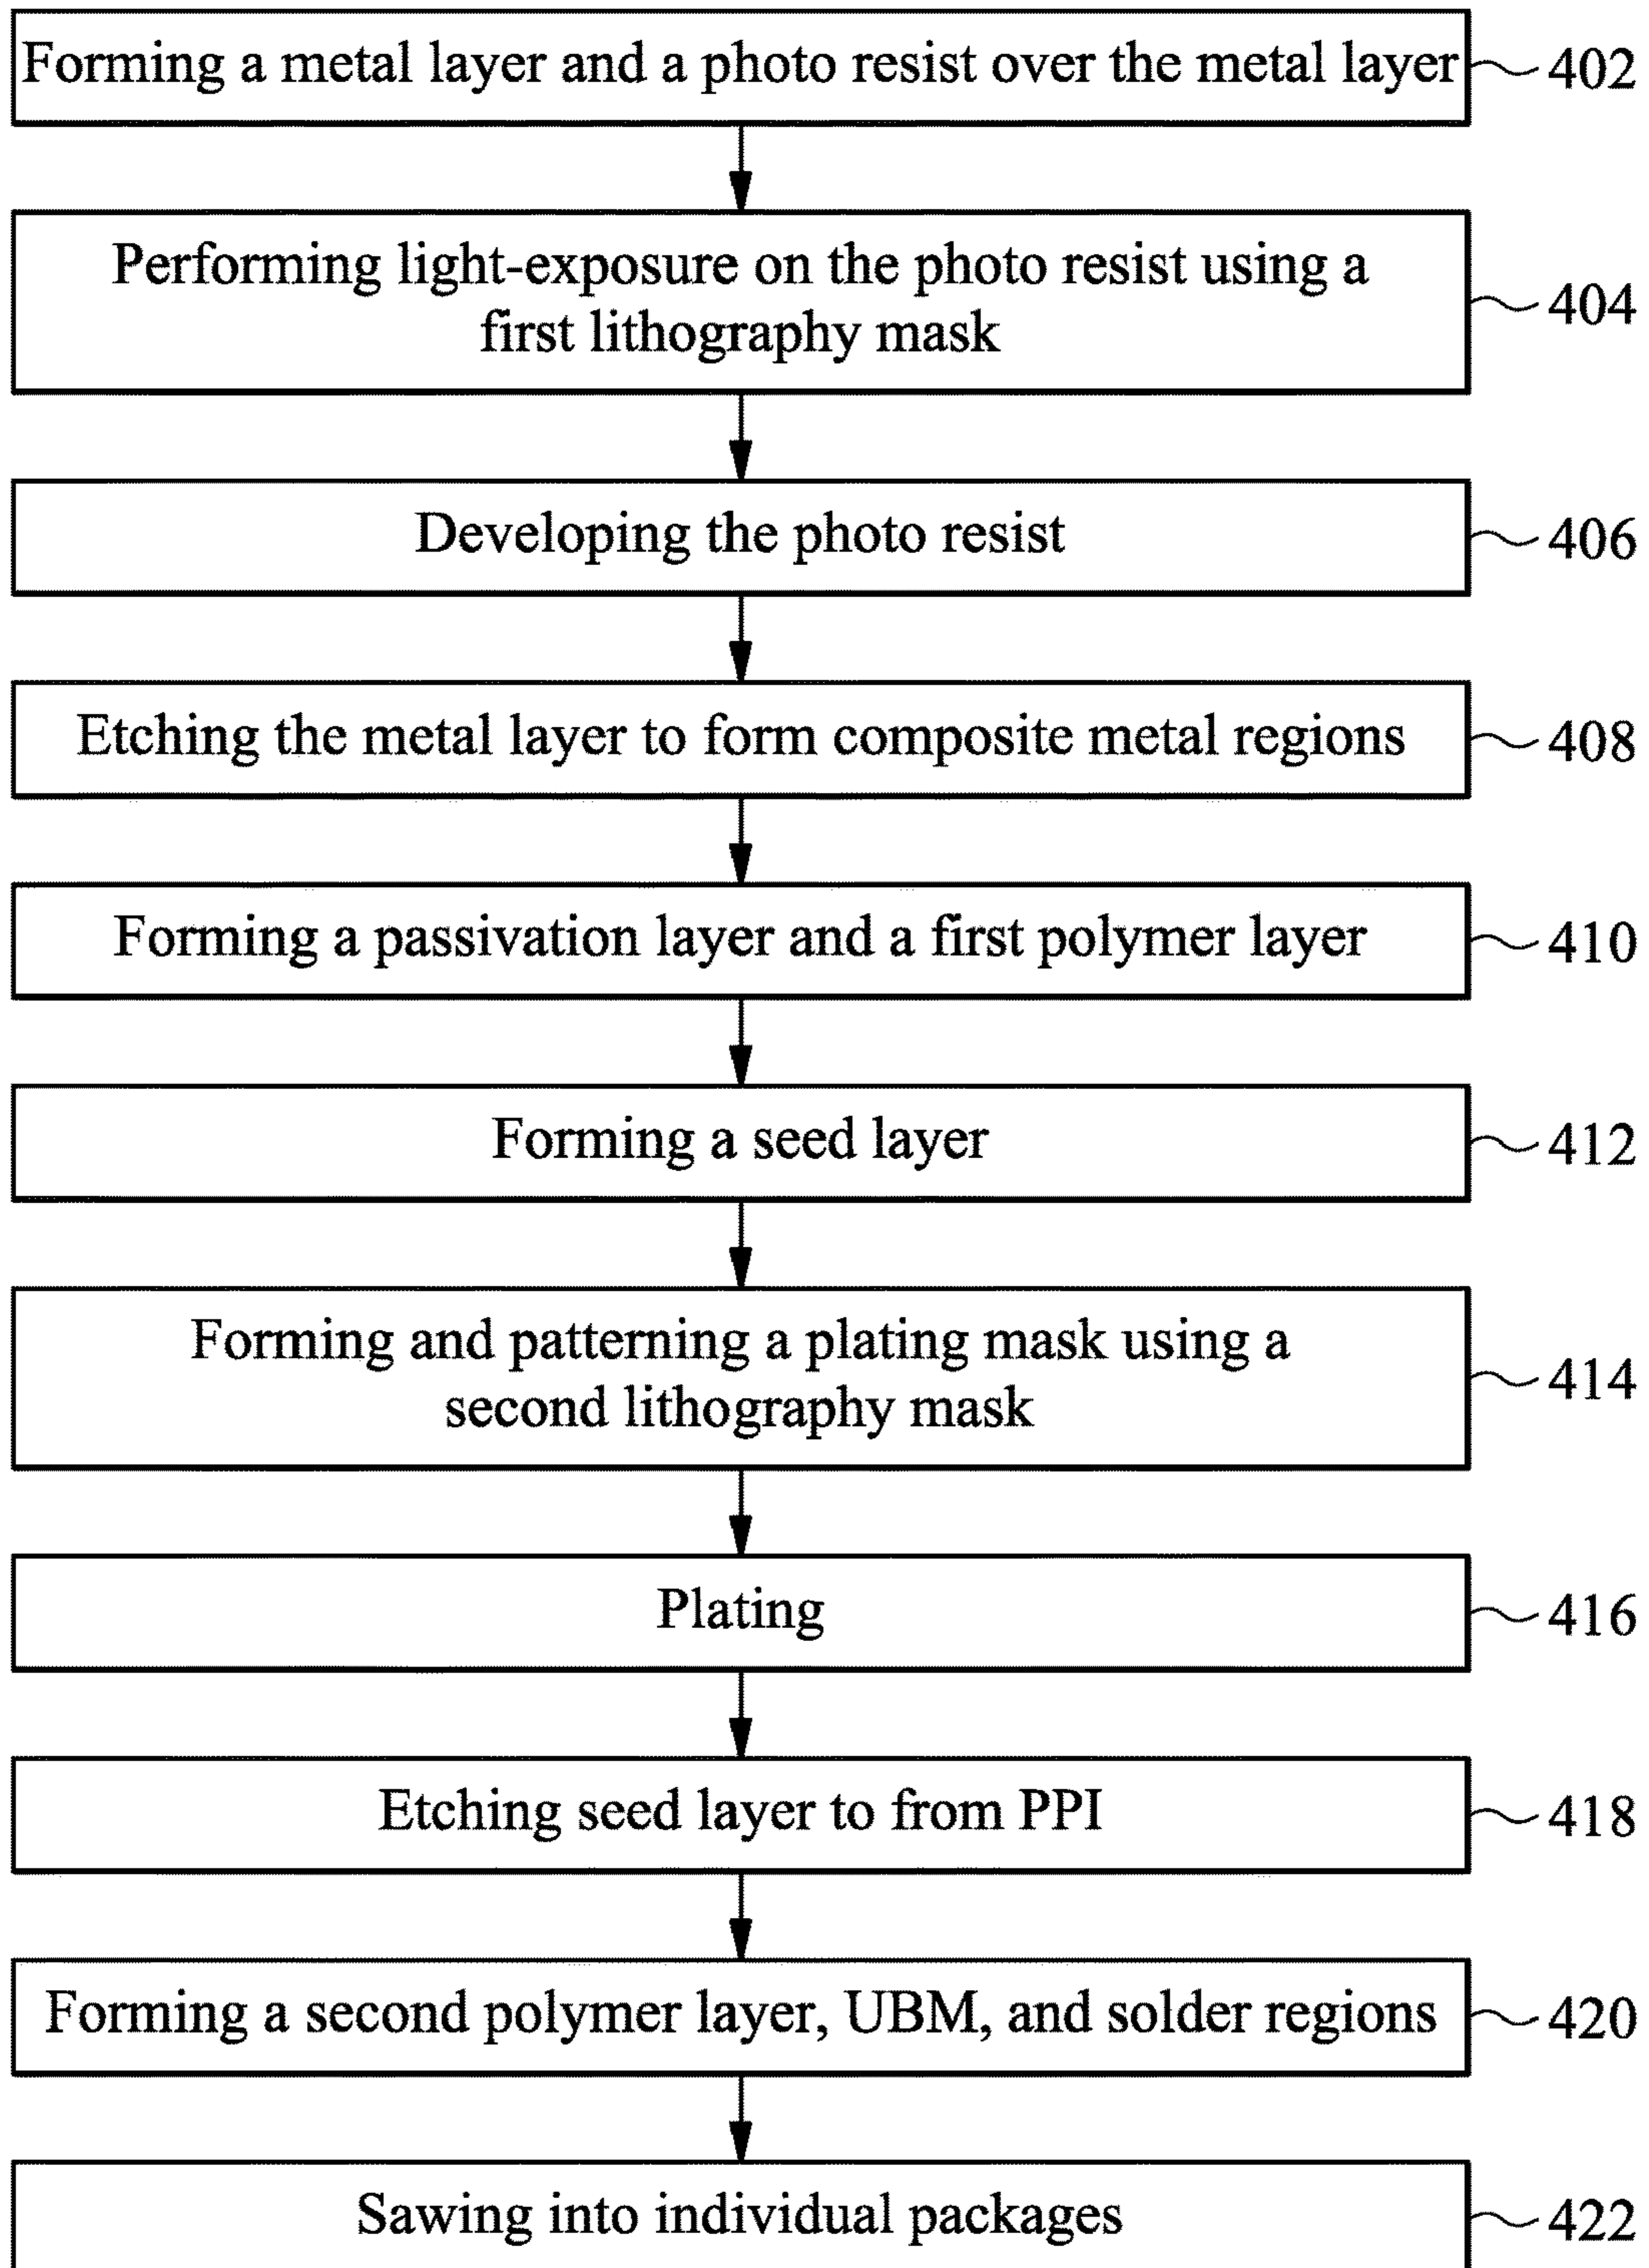 Forming a metal layer and a photo resist over the metal layer 402
Performing light-exposure on the photo resist using a
first lithography mask
404
Developing the photo resist 406
Etching the metal layer to form composite metal regions 408
Forming a passivation layer and a first polymer layer 410
Forming a seed layer 412
Forming and patterning a plating mask using a
second lithography mask
414
Plating 416
Etching seed layer to from PPI 418
Forming a second polymer layer, UBM, and solder regions 420
Sawing into individual packages 422